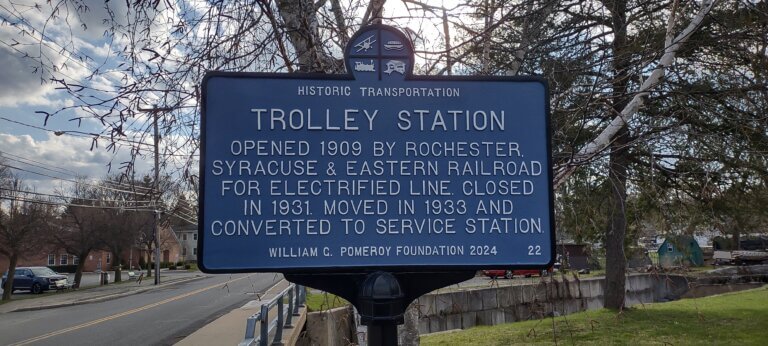 HISTORIC TRANSPORTATION
TROLLEY STATION
OPENED 1909 BY ROCHESTER,
SYRACUSE & EASTERN RAILROAD
FOR ELECTRIFIED LINE. CLOSED
IN 1931. MOVED IN 1933 AND
CONVERTED TO SERVICE STATION.
WILLIAM G. POMEROY FOUNDATION 2024 22